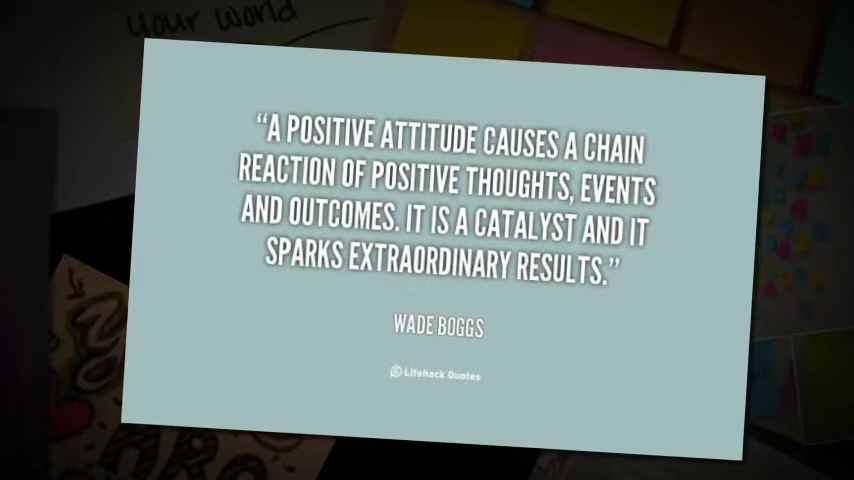 Your World
“A POSITIVE ATTITUDE CAUSES A CHAIN
REACTION OF POSITIVE THOUGHTS, EVENTS
AND OUTCOMES. IT IS A CATALYST AND IT
SPARKS EXTRAORDINARY RESULTS.”
WADE BOGGS
Lifehack Quotes